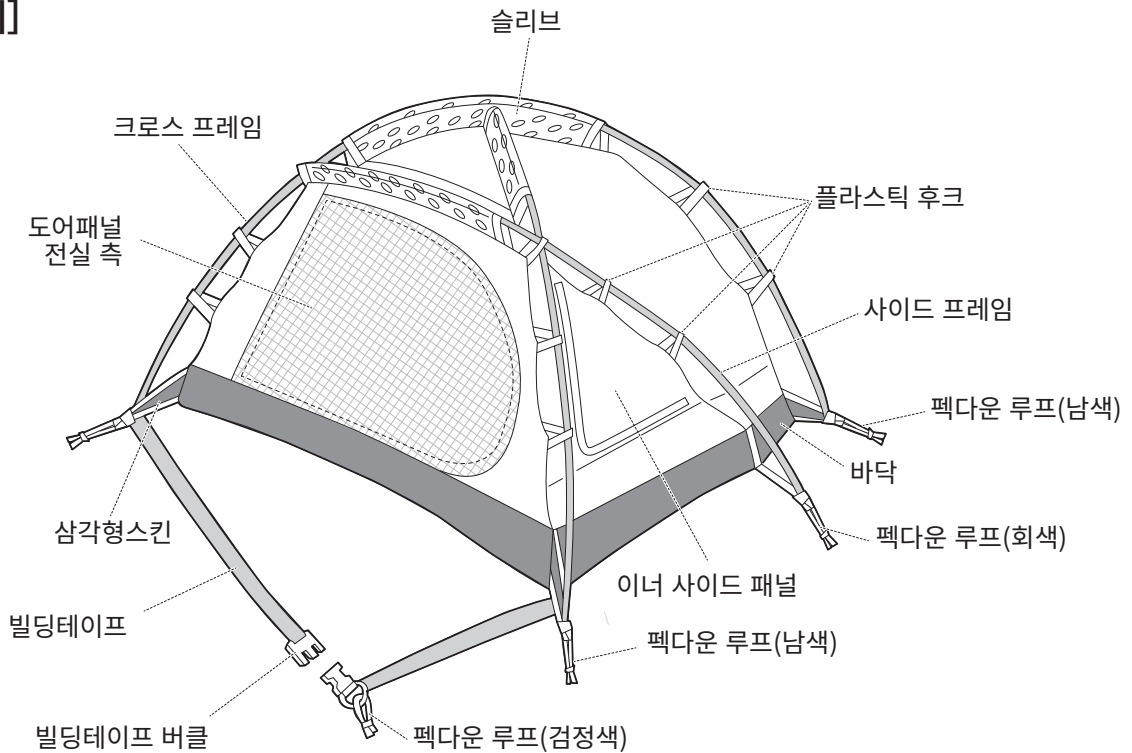 ]
슬리브
크로스 프레임
플라스틱 후크
도어패널
전실 측
사이드 프레임
펙다운 루프(남색)
바닥
삼각형스킨
펙다운 루프(회색)
이너 사이드 패널
빌딩테이프
펙다운 루프(남색)
빌딩테이프 버클
펙다운 루프(검정색)